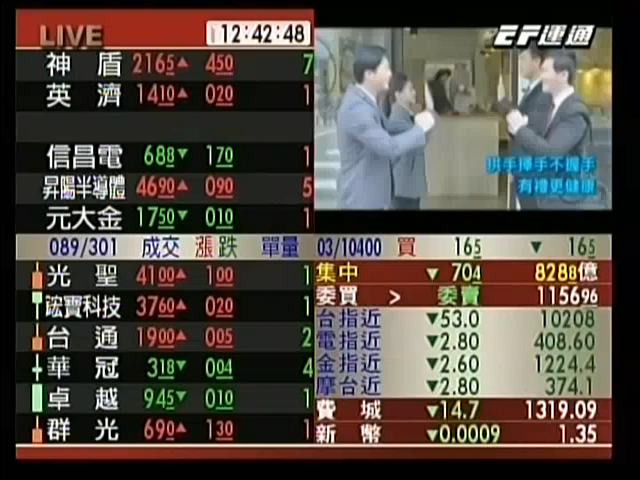 LIVE 12:42:48
神盾 2165▲ 450 7
英濟 1410▲ 020 1
信昌電 688▼ 170 1
昇陽半導體 4690▲ 090 5
元大金 1750▼ 010 1
運通
拱手揮手不握手
有禮更健康
089/301 成交 漲跌 單量
光聖 4100▲ 100 1
鋐寶科技 3760▲ 020 1
台通 1900▲ 005 2
華冠 318▼ 004 4
卓越 945▼ 010 1
群光 690▲ 130 1
03/10400 買 165 ▼ 165
集中 ▼704 8288億
委買 > 委賣 115696
台指近 ▼53.0 10208
電指近 ▼2.80 408.60
金指近 ▼2.60 1224.4
摩台近 ▼2.80 374.1
費城 ▼14.7 1319.09
新幣 ▼0.0009 1.35